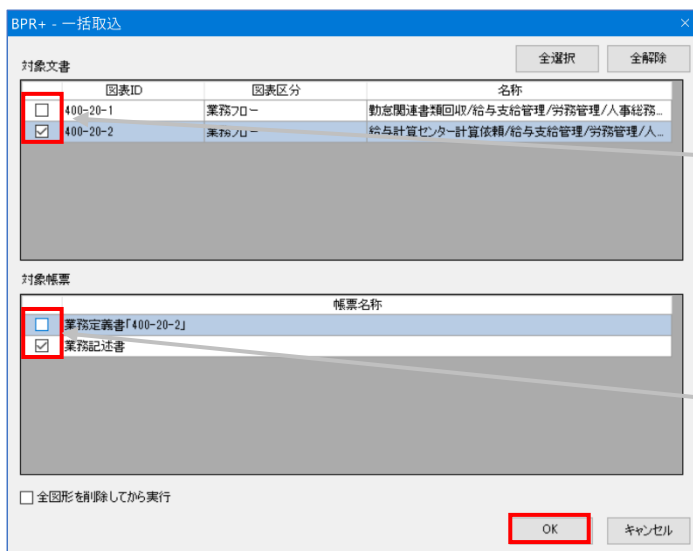 BPR+ - 一括取込
対象文書 全選択 全解除
図表ID 図表区分 名称
400-20-1 業務フロー 勤怠関連書類回収/給与支給管理/労務管理/人事総務...
400-20-2 業務フロー 給与計算センター計算依頼/給与支給管理/労務管理/人...
対象帳票
帳票名称
業務定義書「400-20-2」
業務記述書
全図形を削除してから実行
OK キャンセル